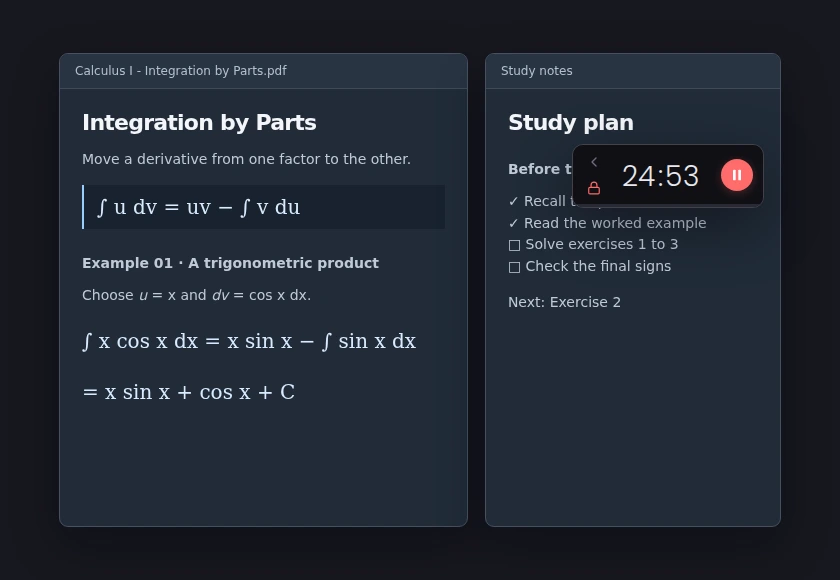 Calculus I - Integration by Parts.pdf
Integration by Parts
Move a derivative from one factor to the other.
∫ u dv = uv − ∫ v du
Example 01 · A trigonometric product
Choose u = x and dv = cos x dx.
∫ x cos x dx = x sin x − ∫ sin x dx
= x sin x + cos x + C
Study notes
Study plan
Before
24:53
✓ Recall
✓ Read the worked example
☐ Solve exercises 1 to 3
☐ Check the final signs
Next: Exercise 2